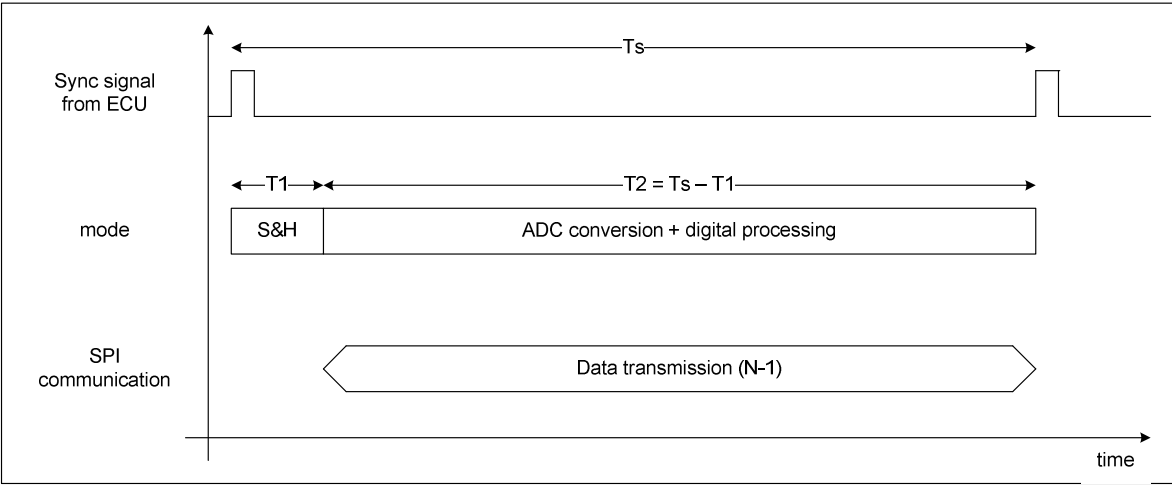 Ts
Sync signal
from ECU
T1
T2 = Ts – T1
mode
S&H
ADC conversion + digital processing
SPI
communication
Data transmission (N-1)
time